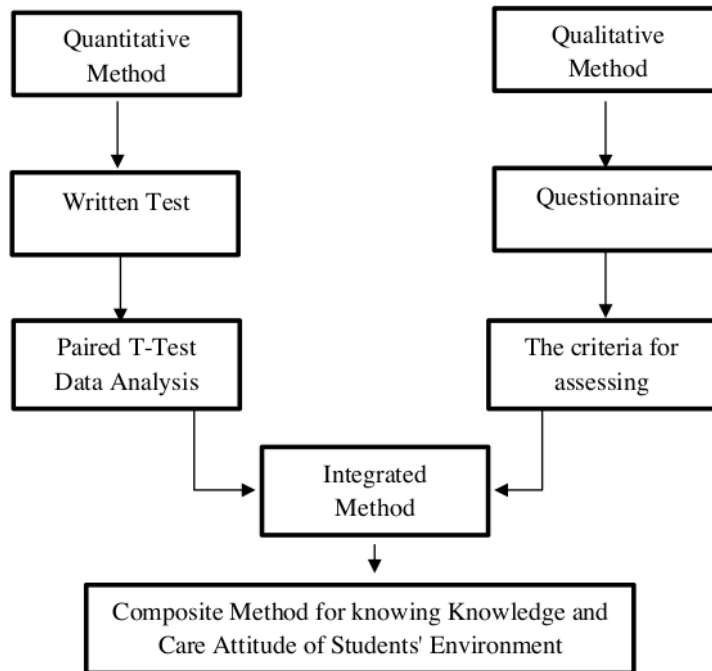 Quantitative
Method
Qualitative
Method
Written Test
Questionnaire
Paired T-Test
Data Analysis
The criteria for
assessing
Integrated
Method
Composite Method for knowing Knowledge and
Care Attitude of Students' Environment